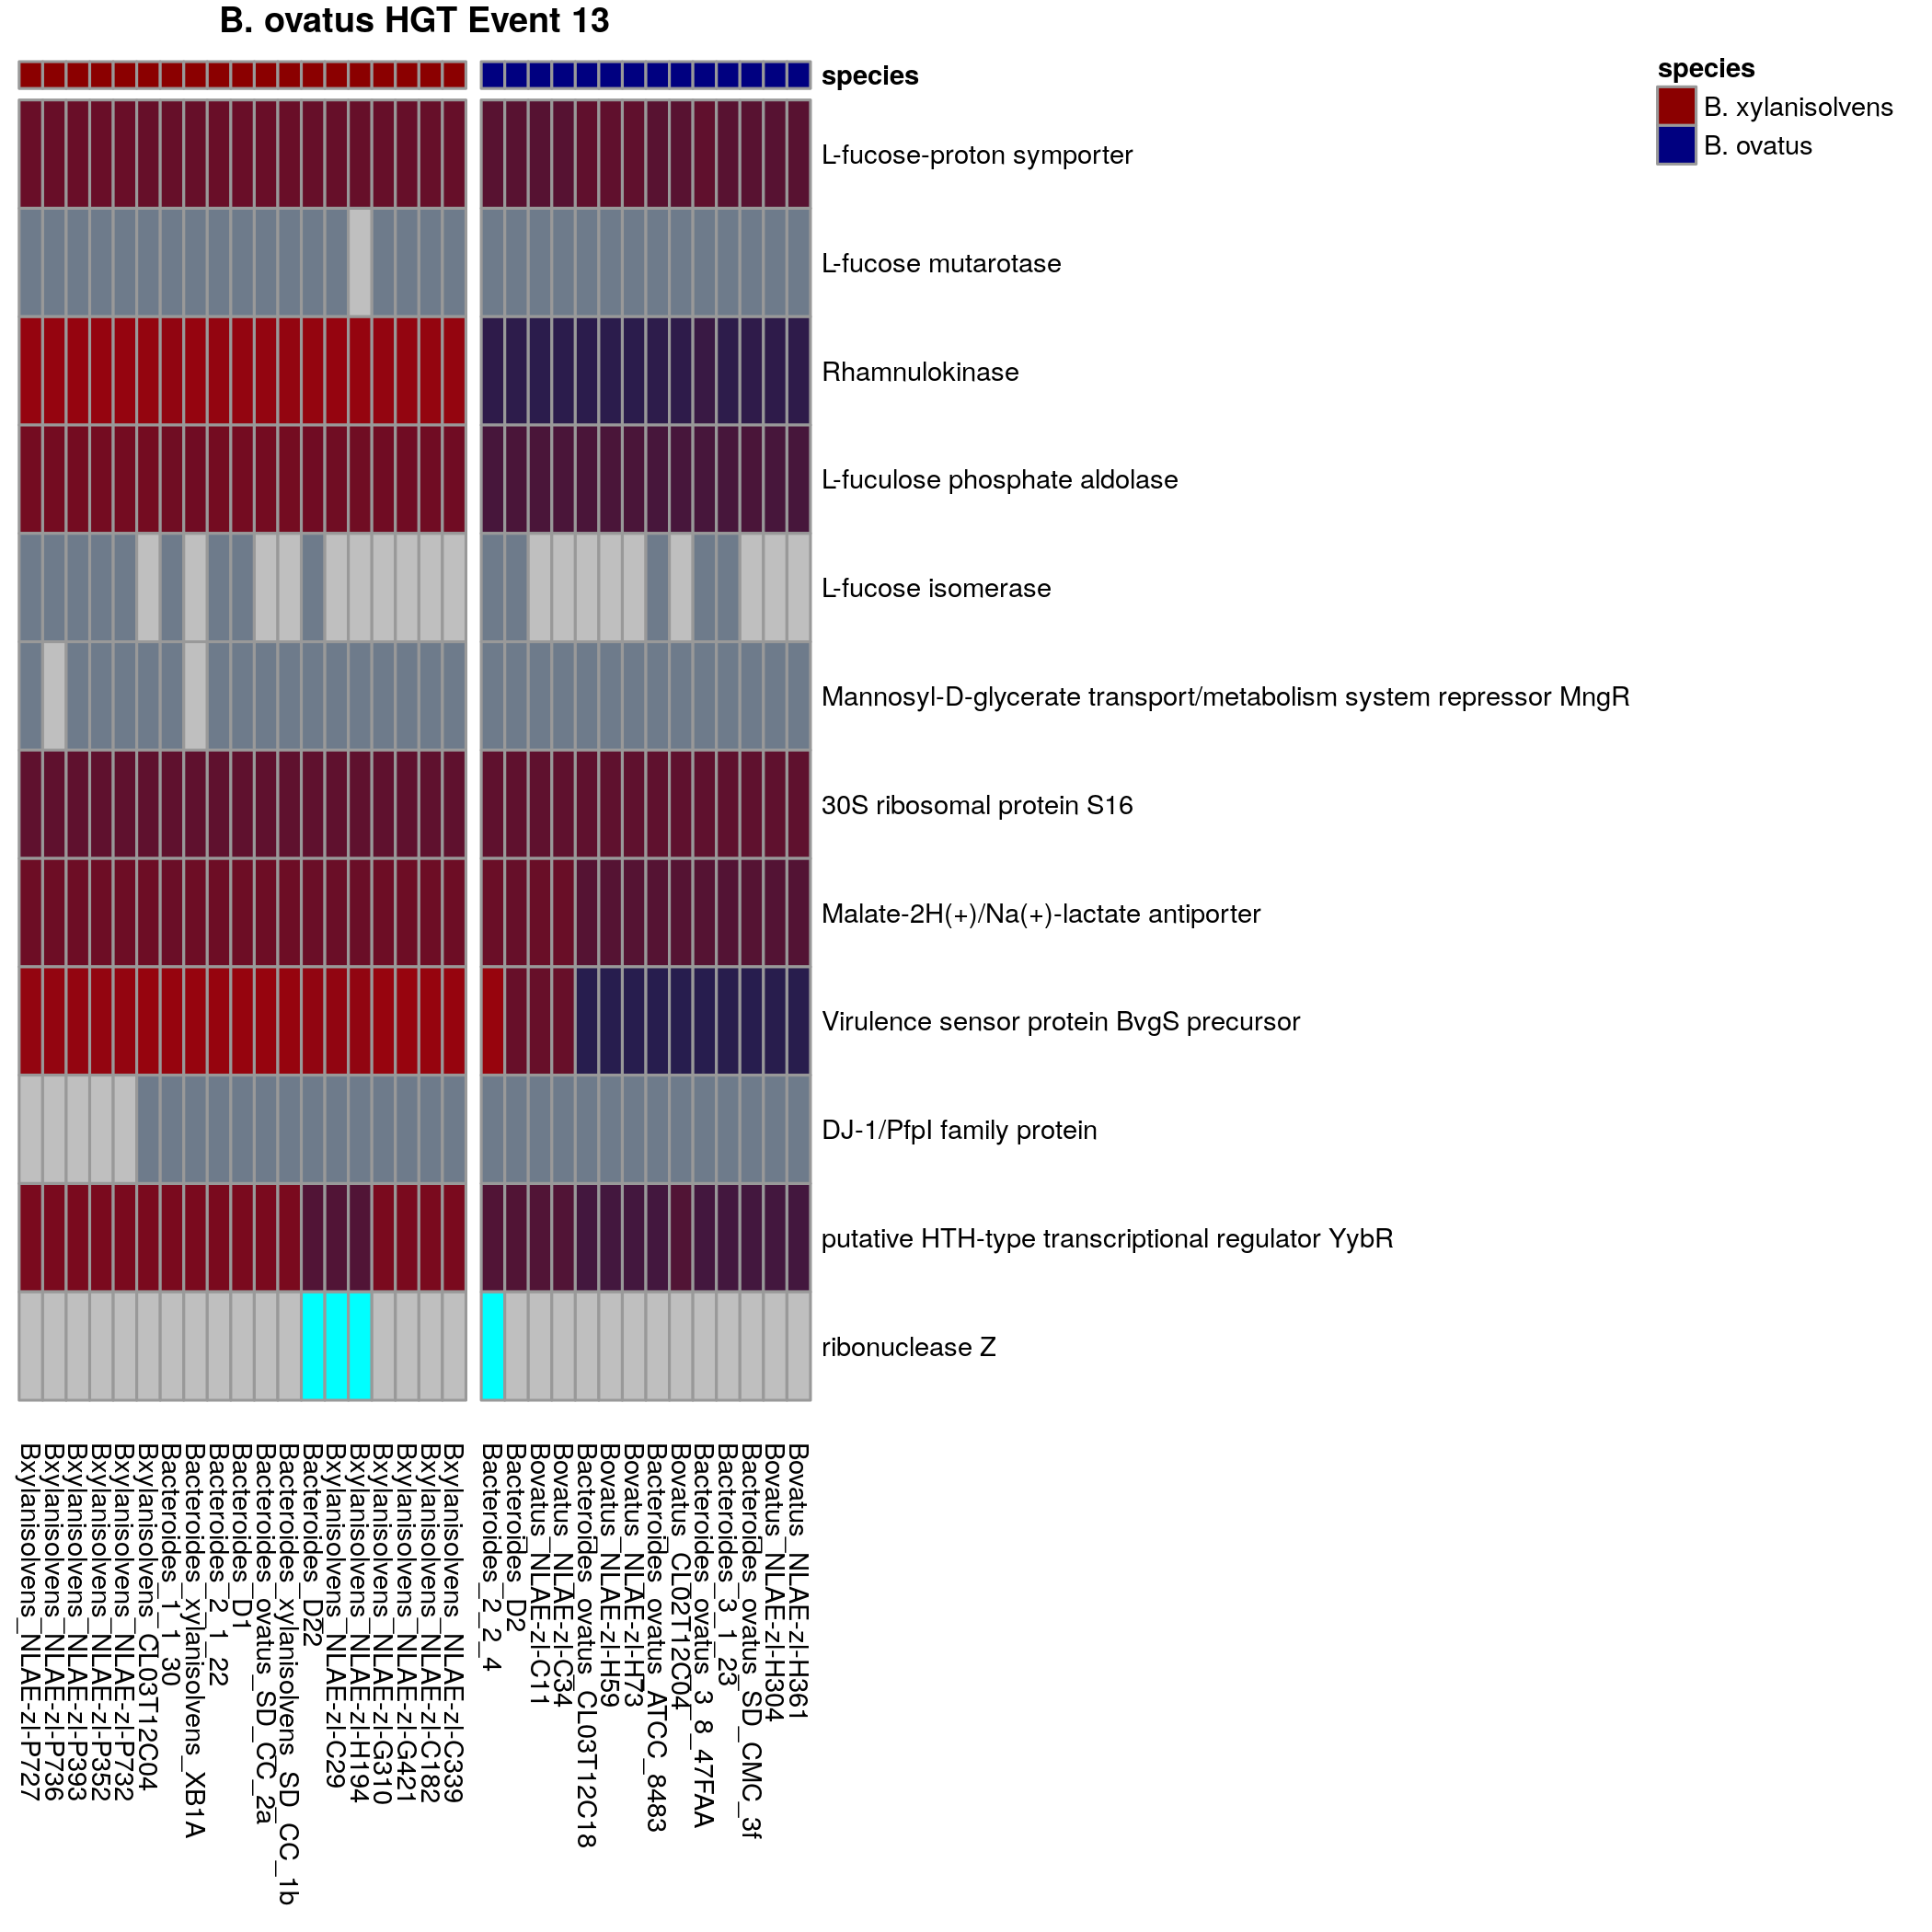 B. ovatus HGT Event 13
species
species
B. xylanisolvens
B. ovatus
L-fucose-proton symporter
L-fucose mutarotase
Rhamnulokinase
L-fuculose phosphate aldolase
L-fucose isomerase
Mannosyl-D-glycerate transport/metabolism system repressor MngR
30S ribosomal protein S16
Malate-2H(+)/Na(+)-lactate antiporter
Virulence sensor protein BvgS precursor
DJ-1/PfpI family protein
putative HTH-type transcriptional regulator YybR
ribonuclease Z
Bxylanisolvens_NLAE-zl-P727
Bxylanisolvens_NLAE-zl-P736
Bxylanisolvens_NLAE-zl-P393
Bxylanisolvens_NLAE-zl-P352
Bxylanisolvens_NLAE-zl-P732
Bxylanisolvens_CL03T12C04
Bacteroides_1_1_30
Bacteroides_xylanisolvens_XB1A
Bacteroides_2_1_22
Bacteroides_D1
Bacteroides_ovatus_SD_CC_2a
Bacteroides_xylanisolvens_SD_CC_1b
Bacteroides_D22
Bxylanisolvens_NLAE-zl-C29
Bxylanisolvens_NLAE-zl-H194
Bxylanisolvens_NLAE-zl-G310
Bxylanisolvens_NLAE-zl-G421
Bxylanisolvens_NLAE-zl-C182
Bxylanisolvens_NLAE-zl-C339
Bacteroides_2_2_4
Bacteroides_D2
Bovatus_NLAE-zl-C11
Bovatus_NLAE-zl-C34
Bacteroides_ovatus_CL03T12C18
Bovatus_NLAE-zl-H59
Bovatus_NLAE-zl-H73
Bacteroides_ovatus_ATCC_8483
Bovatus_CL02T12C04
Bacteroides_ovatus_3_8_47FAA
Bacteroides_3_1_23
Bacteroides_ovatus_SD_CMC_3f
Bovatus_NLAE-zl-H304
Bovatus_NLAE-zl-H361